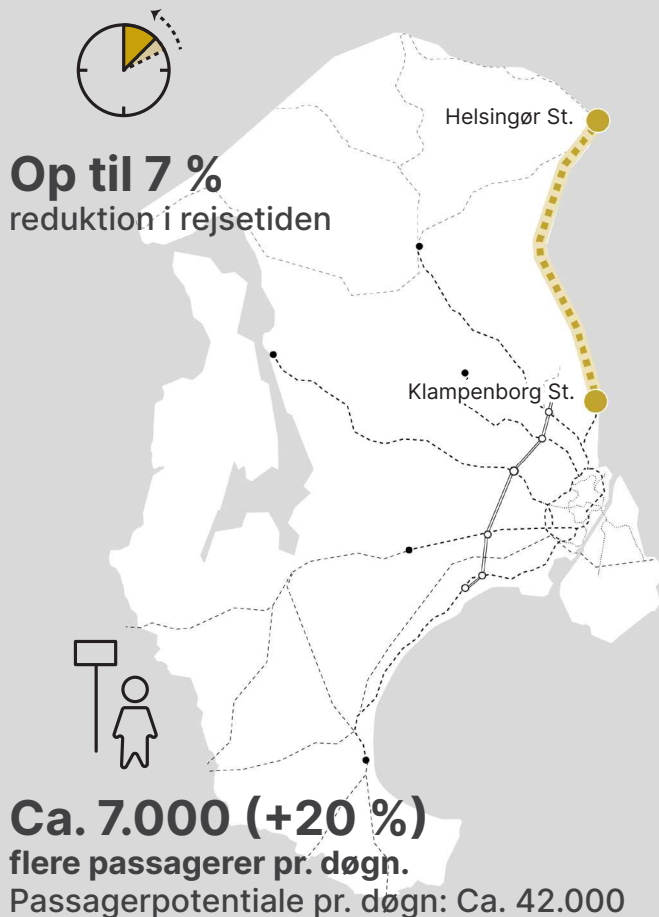 Helsingør St.
Op til 7 %
reduktion i rejsetiden
Klampenborg St.
Ca. 7.000 (+20 %)
flere passagerer pr. døgn.
Passagerpotentiale pr. døgn: Ca. 42.000